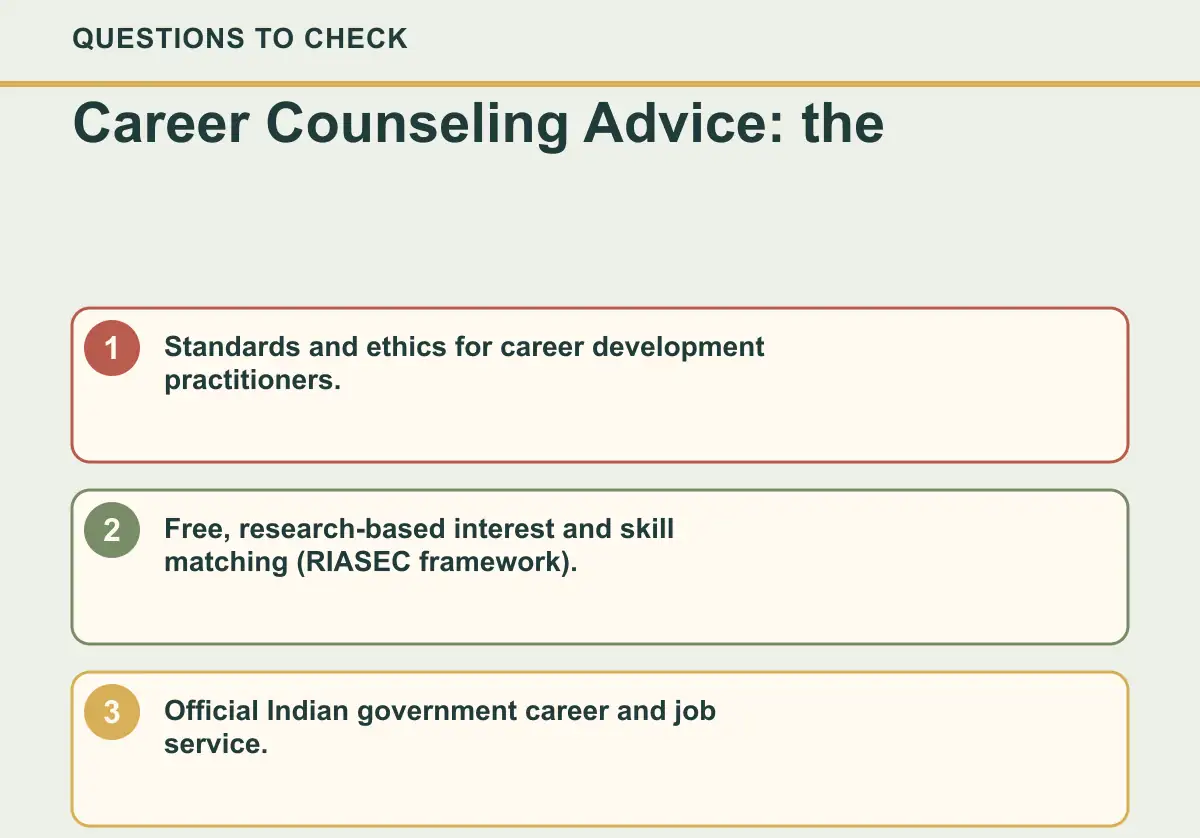 QUESTIONS TO CHECK
Career Counseling Advice: the
1
Standards and ethics for career development
practitioners.
2
Free, research-based interest and skill
matching (RIASEC framework).
3
Official Indian government career and job
service.